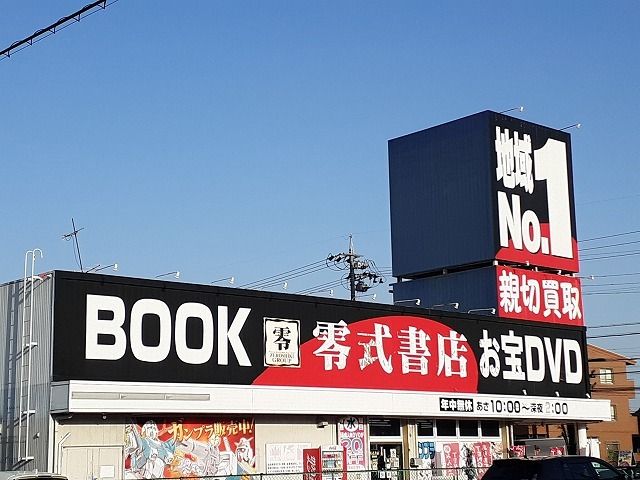 地域
No.1
親切買取
BOOK 零 零式書店 お宝DVD
ZEROSHIKI
GROUP
年中無休 あさ10:00〜深夜2:00
ガンプラ販売中!
水
30